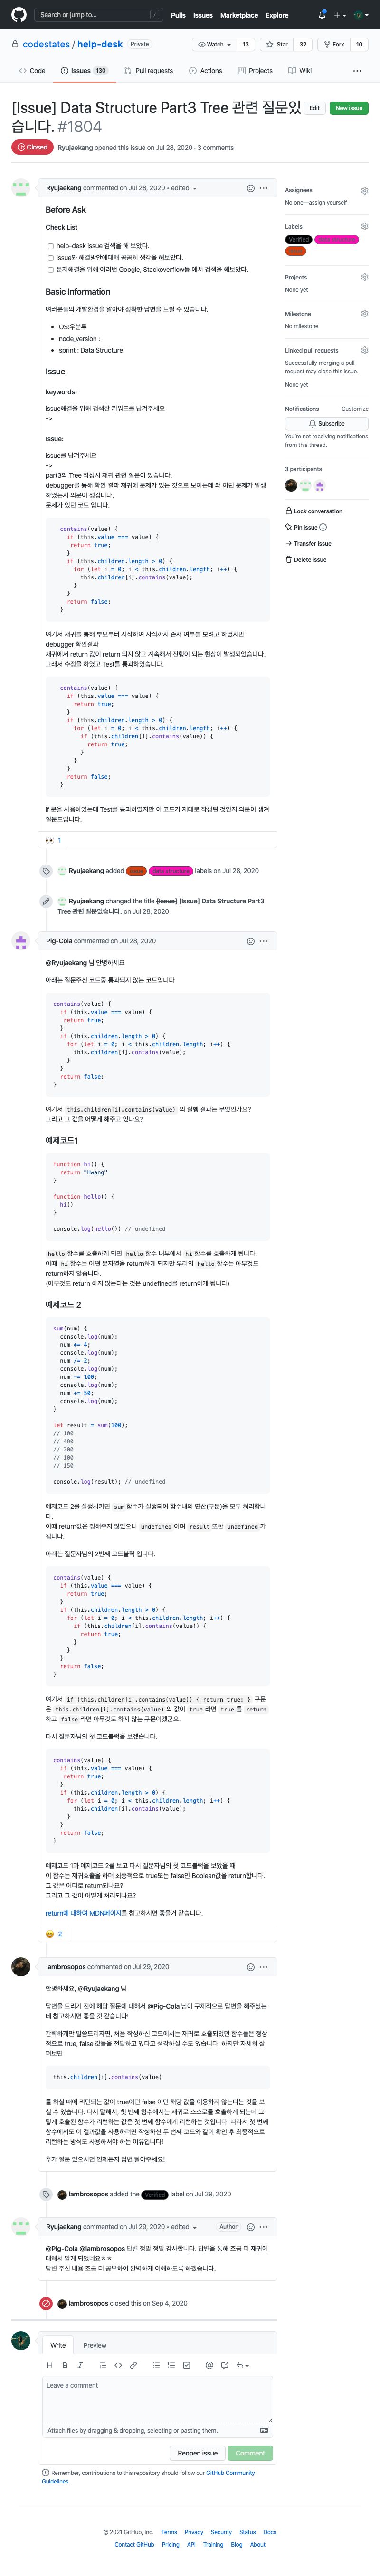 Search or jump to...
/
Pulls Issues Marketplace Explore
codestates / help-desk Private
Watch 13 Star 32 Fork 10
Code Issues 130 Pull requests Actions Projects Wiki
[Issue] Data Structure Part3 Tree 관련 질문있
습니다. #1804
Edit New issue
Closed Ryujaekang opened this issue on Jul 28, 2020 · 3 comments
Ryujaekang commented on Jul 28, 2020 • edited
Before Ask
Check List
help-desk issue 검색을 해 보았다.
issue와 해결방안에대해 곰곰히 생각을 해보았다.
문제해결을 위해 여러번 Google, Stackoverflow등 에서 검색을 해보았다.
Basic Information
여러분들의 개발환경을 알아야 정확한 답변을 드릴 수 있습니다.
OS:우분투
node_version :
sprint : Data Structure
Issue
keywords:
issue해결을 위해 검색한 키워드를 남겨주세요
->
Issue:
issue를 남겨주세요
->
part3의 Tree 작성시 재귀 관련 질문이 있습니다.
debugger를 통해 확인 결과 재귀에 문제가 있는 것으로 보이는데 왜 이런 문제가 발생
하였는지 의문이 생깁니다.
문제가 있던 코드 입니다.
contains(value) {
if (this.value === value) {
return true;
}
if (this.children.length > 0) {
for (let i = 0; i < this.children.length; i++) {
this.children[i].contains(value);
}
}
return false;
}
여기서 재귀를 통해 부모부터 시작하여 자식까지 존재 여부를 보려고 하였지만
debugger 확인결과
재귀에서 return 값이 return 되지 않고 계속해서 진행이 되는 현상이 발생되었습니다.
그래서 수정을 하였고 Test를 통과하였습니다.
contains(value) {
if (this.value === value) {
return true;
}
if (this.children.length > 0) {
for (let i = 0; i < this.children.length; i++) {
if (this.children[i].contains(value)) {
return true;
}
}
}
return false;
}
if 문을 사용하였는데 Test를 통과하였지만 이 코드가 제대로 작성된 것인지 의문이 생겨
질문드립니다.
1
Ryujaekang added labels on Jul 28, 2020
Ryujaekang changed the title [Issue] [Issue] Data Structure Part3
Tree 관련 질문있습니다. on Jul 28, 2020
Pig-Cola commented on Jul 28, 2020
@Ryujaekang 님 안녕하세요
아래는 질문주신 코드중 통과되지 않는 코드입니다
contains(value) {
if (this.value === value) {
return true;
}
if (this.children.length > 0) {
for (let i = 0; i < this.children.length; i++) {
this.children[i].contains(value);
}
}
return false;
}
여기서 this.children[i].contains(value) 의 실행 결과는 무엇인가요?
그리고 그 값을 어떻게 해주고 있나요?
예제코드1
function hi() {
return "Hwang"
}
function hello() {
hi()
}
console.log(hello()) // undefined
hello 함수를 호출하게 되면 hello 함수 내부에서 hi 함수를 호출하게 됩니다.
이때 hi 함수는 어떤 문자열을 return하게 되지만 우리의 hello 함수는 아무것도
return하지 않습니다.
(아무것도 return 하지 않는다는 것은 undefined를 return하게 됩니다)
예제코드 2
sum(num) {
console.log(num);
num *= 4;
console.log(num);
num /= 2;
console.log(num);
num -= 100;
console.log(num);
num += 50;
console.log(num);
}
let result = sum(100);
// 100
// 400
// 200
// 100
// 150
console.log(result); // undefined
예제코드 2를 실행시키면 sum 함수가 실행되며 함수내의 연산(구문)을 모두 처리합니
다.
이때 return값은 정해주지 않았으니 undefined 이며 result 또한 undefined 가
됩니다.
아래는 질문자님의 2번째 코드블럭 입니다.
contains(value) {
if (this.value === value) {
return true;
}
if (this.children.length > 0) {
for (let i = 0; i < this.children.length; i++) {
if (this.children[i].contains(value)) {
return true;
}
}
}
return false;
}
여기서 if (this.children[i].contains(value)) { return true; } 구문
은 this.children[i].contains(value) 의 값이 true 라면 true 를 return
하고 false 라면 아무것도 하지 않는 구문이겠군요.
다시 질문자님의 첫 코드블럭을 보겠습니다.
contains(value) {
if (this.value === value) {
return true;
}
if (this.children.length > 0) {
for (let i = 0; i < this.children.length; i++) {
this.children[i].contains(value);
}
}
return false;
}
예제코드 1과 예제코드 2를 보고 다시 질문자님의 첫 코드블럭을 보았을 때
이 함수는 재귀호출을 하며 최종적으로 true또는 false인 Boolean값을 return합니다.
그 값은 어디로 return되나요?
그리고 그 값이 어떻게 처리되나요?
return에 대하여 MDN페이지를 참고하시면 좋을거 같습니다.
2
Iambrosopos commented on Jul 29, 2020
안녕하세요, @Ryujaekang 님
답변을 드리기 전에 해당 질문에 대해서 @Pig-Cola 님이 구체적으로 답변을 해주셨는
데 참고하시면 좋을 것 같습니다!
간략하게만 말씀드리자면, 처음 작성하신 코드에서는 재귀로 호출되었던 함수들은 정상
적으로 true, false 값들을 전달하고 있다고 생각하실 수도 있습니다. 하지만 자세히 살
펴보면
this.children[i].contains(value)
를 하실 때에 리턴되는 값이 true이던 false 이던 해당 값을 이용하지 않는다는 것을 보
실 수 있습니다. 다시 말해서, 첫 번째 함수에서는 재귀로 스스로를 호출하게 되는데 그
렇게 호출된 함수가 리턴하는 값은 첫 번째 함수에게 리턴하는 것입니다. 따라서 첫 번째
함수에서도 이 결과값을 사용하려면 작성하신 두 번째 코드와 같이 확인 후 최종적으로
리턴하는 방식도 사용하셔야 하는 이유입니다!
추가 질문 있으시면 언제든지 답변 달아주세요!
Iambrosopos added the Verified label on Jul 29, 2020
Ryujaekang commented on Jul 29, 2020 • edited Author
@Pig-Cola @Iambrosopos 답변 정말 정말 감사합니다. 답변을 통해 조금 더 재귀에
대해서 알게 되었네요ㅎㅎ
답변 주신 내용 조금 더 공부하여 완벽하게 이해하도록 하겠습니다.
Iambrosopos closed this on Sep 4, 2020
Write Preview
Leave a comment
Attach files by dragging & dropping, selecting or pasting them.
Reopen issue Comment
Remember, contributions to this repository should follow our GitHub Community
Guidelines.
Assignees
No one—assign yourself
Labels
Verified
Projects
None yet
Milestone
No milestone
Linked pull requests
Successfully merging a pull
request may close this issue.
None yet
Notifications Customize
Subscribe
You're not receiving notifications
from this thread.
3 participants
Lock conversation
Pin issue
Transfer issue
Delete issue
© 2021 GitHub, Inc. Terms Privacy Security Status Docs
Contact GitHub Pricing API Training Blog About